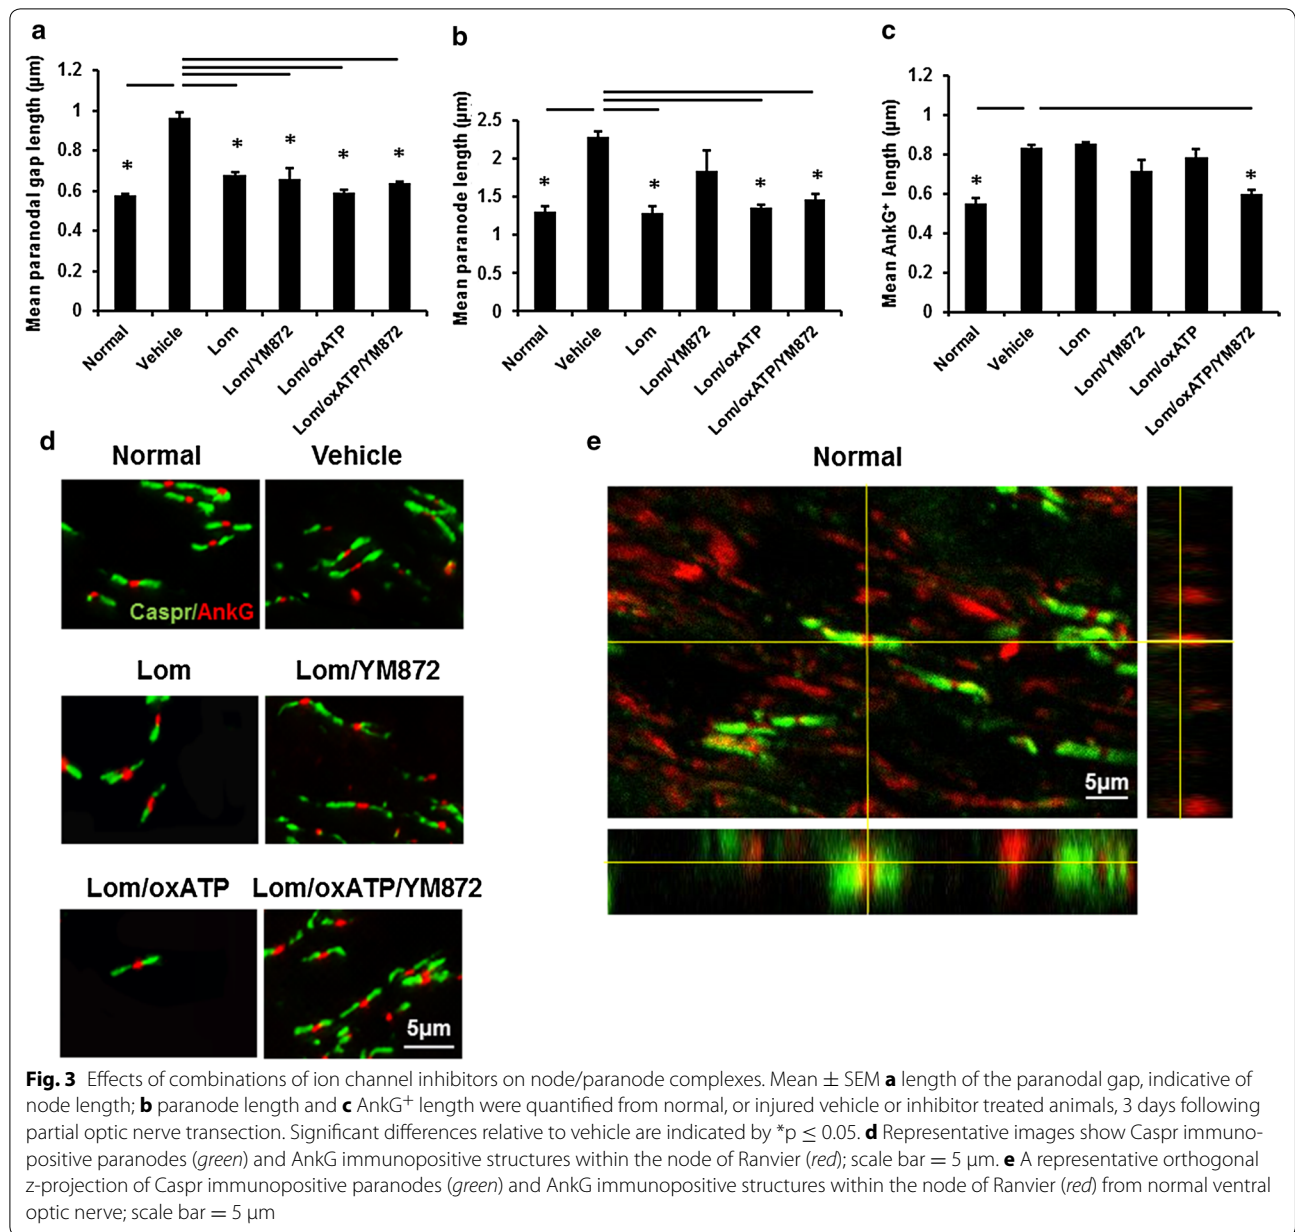 a
Mean paranodal gap length (µm)
1.2
1
0.8
0.6
0.4
0.2
0
*
*
*
*
*
Normal
Vehicle
Lom
Lom/YM872
Lom/oxATP
Lom/oxATP/YM872
b
Mean paranode length (µm)
2.5
2
1.5
1
0.5
0
*
*
*
*
Normal
Vehicle
Lom
Lom/YM872
Lom/oxATP
Lom/oxATP/YM872
c
Mean AnkG⁺ length (µm)
1.2
1
0.8
0.6
0.4
0.2
0
*
*
Normal
Vehicle
Lom
Lom/YM872
Lom/oxATP
Lom/oxATP/YM872
d
Normal
Vehicle
Caspr/AnkG
Lom
Lom/YM872
Lom/oxATP
Lom/oxATP/YM872
5µm
e
Normal
5µm
Fig. 3 Effects of combinations of ion channel inhibitors on node/paranode complexes. Mean ± SEM a length of the paranodal gap, indicative of
node length; b paranode length and c AnkG⁺ length were quantified from normal, or injured vehicle or inhibitor treated animals, 3 days following
partial optic nerve transection. Significant differences relative to vehicle are indicated by *p ≤ 0.05. d Representative images show Caspr immuno-
positive paranodes (green) and AnkG immunopositive structures within the node of Ranvier (red); scale bar = 5 µm. e A representative orthogonal
z-projection of Caspr immunopositive paranodes (green) and AnkG immunopositive structures within the node of Ranvier (red) from normal ventral
optic nerve; scale bar = 5 µm